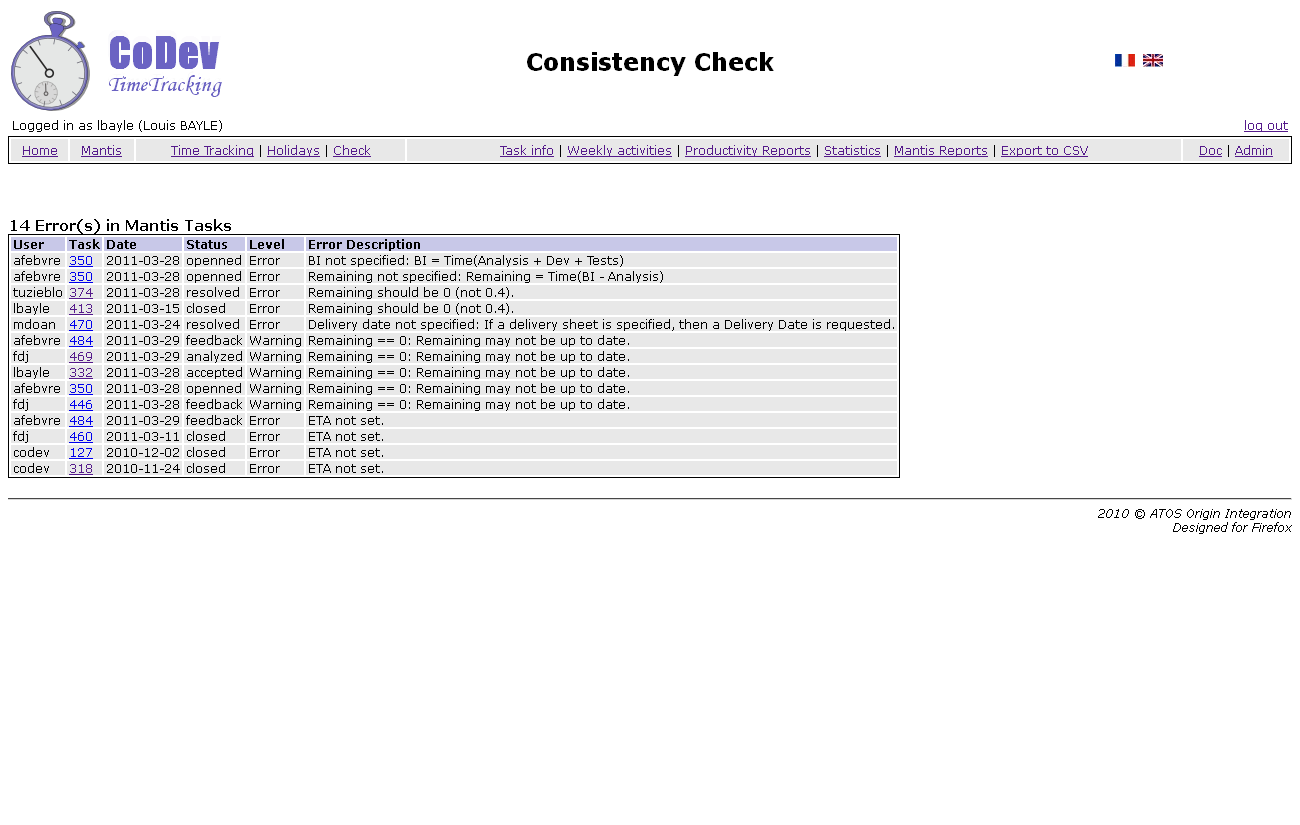 CoDev
TimeTracking
Consistency Check
Logged in as lbayle (Louis BAYLE)
log out
Home Mantis Time Tracking | Holidays | Check Task info | Weekly activities | Productivity Reports | Statistics | Mantis Reports | Export to CSV Doc | Admin
14 Error(s) in Mantis Tasks
User Task Date Status Level Error Description
afebvre 350 2011-03-28 openned Error BI not specified: BI = Time(Analysis + Dev + Tests)
afebvre 350 2011-03-28 openned Error Remaining not specified: Remaining = Time(BI - Analysis)
tuzieblo 374 2011-03-28 resolved Error Remaining should be 0 (not 0.4).
lbayle 413 2011-03-15 closed Error Remaining should be 0 (not 0.4).
mdoan 470 2011-03-24 resolved Error Delivery date not specified: If a delivery sheet is specified, then a Delivery Date is requested.
afebvre 484 2011-03-29 feedback Warning Remaining == 0: Remaining may not be up to date.
fdj 469 2011-03-29 analyzed Warning Remaining == 0: Remaining may not be up to date.
lbayle 332 2011-03-28 accepted Warning Remaining == 0: Remaining may not be up to date.
afebvre 350 2011-03-28 openned Warning Remaining == 0: Remaining may not be up to date.
fdj 446 2011-03-28 feedback Warning Remaining == 0: Remaining may not be up to date.
afebvre 484 2011-03-29 feedback Error ETA not set.
fdj 460 2011-03-11 closed Error ETA not set.
codev 127 2010-12-02 closed Error ETA not set.
codev 318 2010-11-24 closed Error ETA not set.
2010 © ATOS Origin Integration
Designed for Firefox